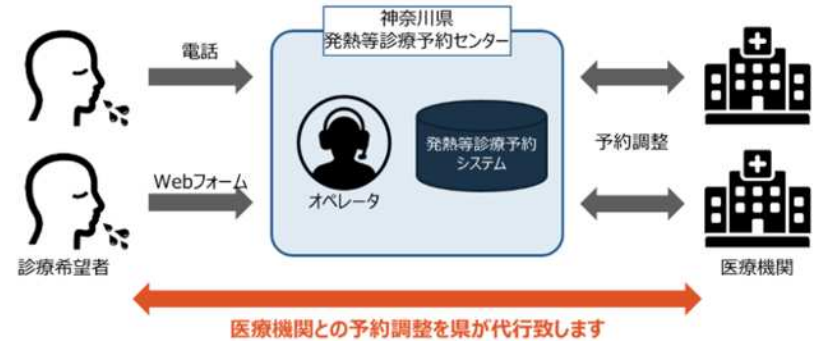 神奈川県
発熱等診療予約センター
電話
発熱等診療予約
システム
予約調整
Webフォーム
オペレータ
診療希望者
医療機関
医療機関との予約調整を県が代行致します